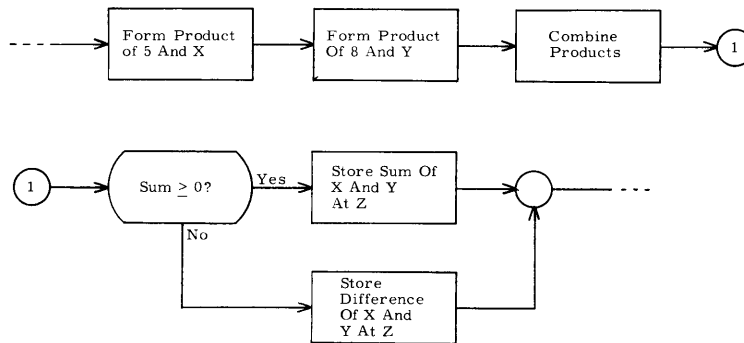 Form Product
of 5 And X
Form Product
Of 8 And Y
Combine
Products
1
1
Sum ≥ 0?
Yes
Store Sum Of
X And Y
At Z
No
Store
Difference
Of X And
Y At Z